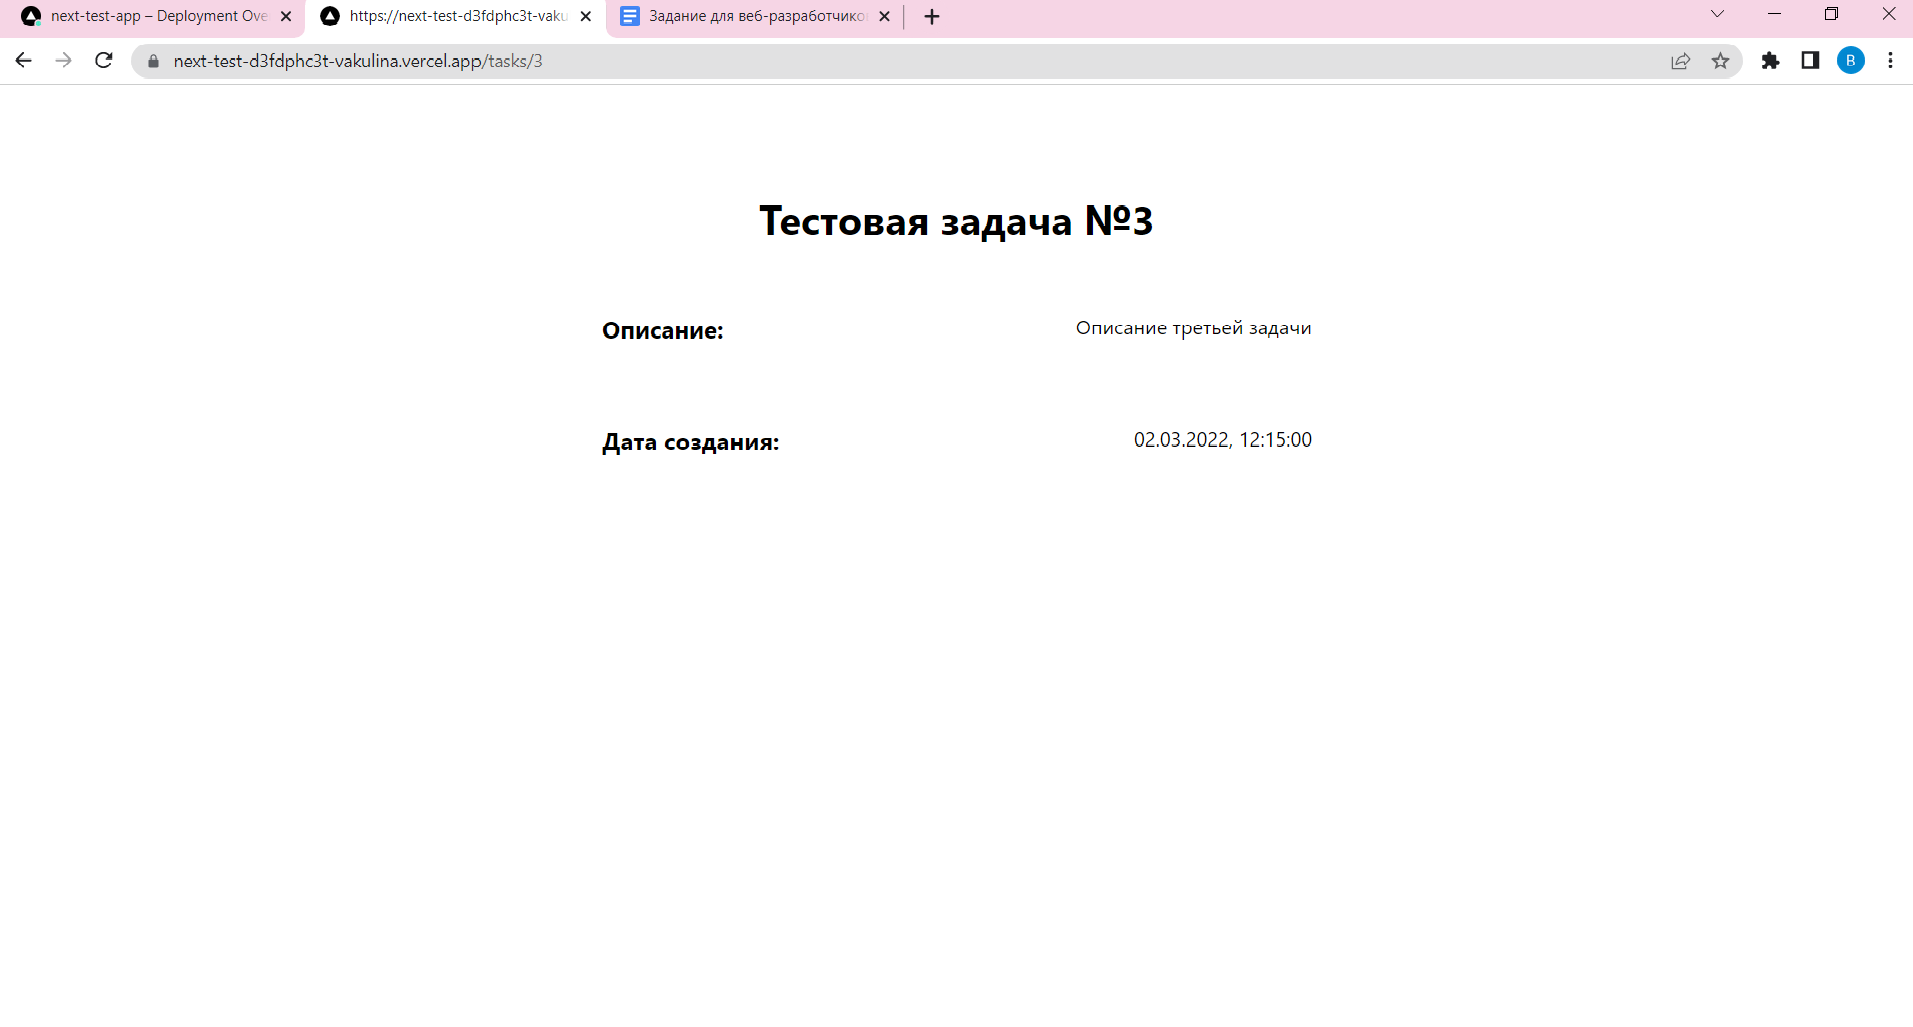 next-test-app – Deployment Ove
https://next-test-d3fdphc3t-vaku
Задание для веб-разработчико
next-test-d3fdphc3t-vakulina.vercel.app/tasks/3
B
Тестовая задача №3
Описание:
Описание третьей задачи
Дата создания:
02.03.2022, 12:15:00